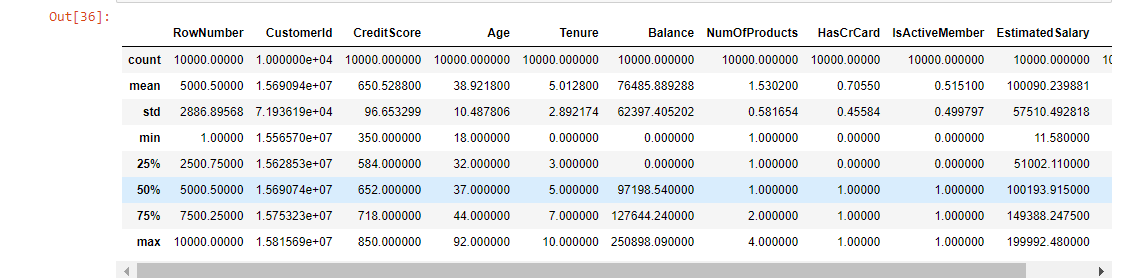 Out[36]:
RowNumber CustomerId CreditScore Age Tenure Balance NumOfProducts HasCrCard IsActiveMember EstimatedSalary
count 10000.00000 1.000000e+04 10000.000000 10000.000000 10000.000000 10000.000000 10000.000000 10000.00000 10000.000000 10000.000000 10
mean 5000.50000 1.569094e+07 650.528800 38.921800 5.012800 76485.889288 1.530200 0.70550 0.515100 100090.239881
std 2886.89568 7.193619e+04 96.653299 10.487806 2.892174 62397.405202 0.581654 0.45584 0.499797 57510.492818
min 1.00000 1.556570e+07 350.000000 18.000000 0.000000 0.000000 1.000000 0.00000 0.000000 11.580000
25% 2500.75000 1.562853e+07 584.000000 32.000000 3.000000 0.000000 1.000000 0.00000 0.000000 51002.110000
50% 5000.50000 1.569074e+07 652.000000 37.000000 5.000000 97198.540000 1.000000 1.00000 1.000000 100193.915000
75% 7500.25000 1.575323e+07 718.000000 44.000000 7.000000 127644.240000 2.000000 1.00000 1.000000 149388.247500
max 10000.00000 1.581569e+07 850.000000 92.000000 10.000000 250898.090000 4.000000 1.00000 1.000000 199992.480000